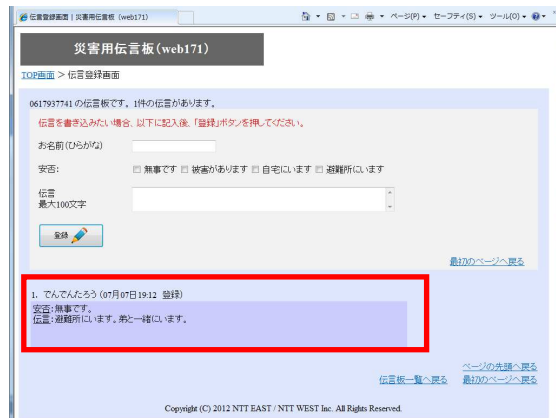 伝言登録画面 | 災害用伝言板 (web171)
ページ(P) セーフティ(S) ツール(O)
災害用伝言板(web171)
TOP画面 > 伝言登録画面
0617937741 の伝言板です。1件の伝言があります。
伝言を書き込みたい場合、以下に記入後、「登録」ボタンを押してください。
お名前(ひらがな)
安否: 無事です 被害があります 自宅にいます 避難所にいます
伝言
最大100文字
登録
最初のページへ戻る
1. でんでんたろう (07月07日19:12 登録)
安否:無事です。
伝言:避難所にいます。弟と一緒にいます。
ページの先頭へ戻る
伝言板一覧へ戻る 最初のページへ戻る
Copyright (C) 2012 NTT EAST / NTT WEST Inc. All Rights Reserved.